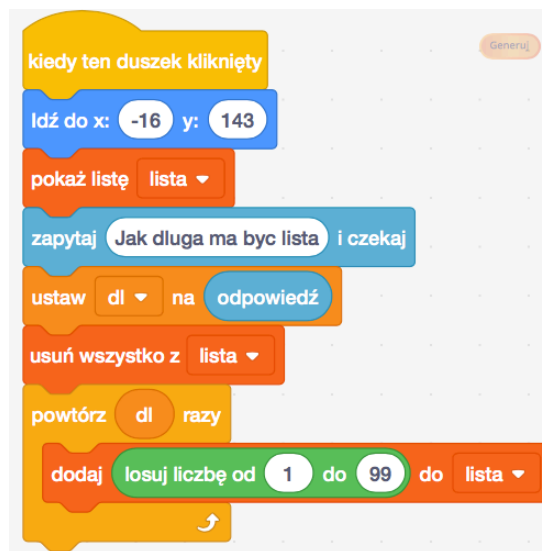 Generuj
kiedy ten duszek kliknięty
Idź do x: -16 y: 143
pokaż listę lista
zapytaj Jak dluga ma byc lista i czekaj
ustaw dl na odpowiedź
usuń wszystko z lista
powtórz dl razy
dodaj losuj liczbę od 1 do 99 do lista